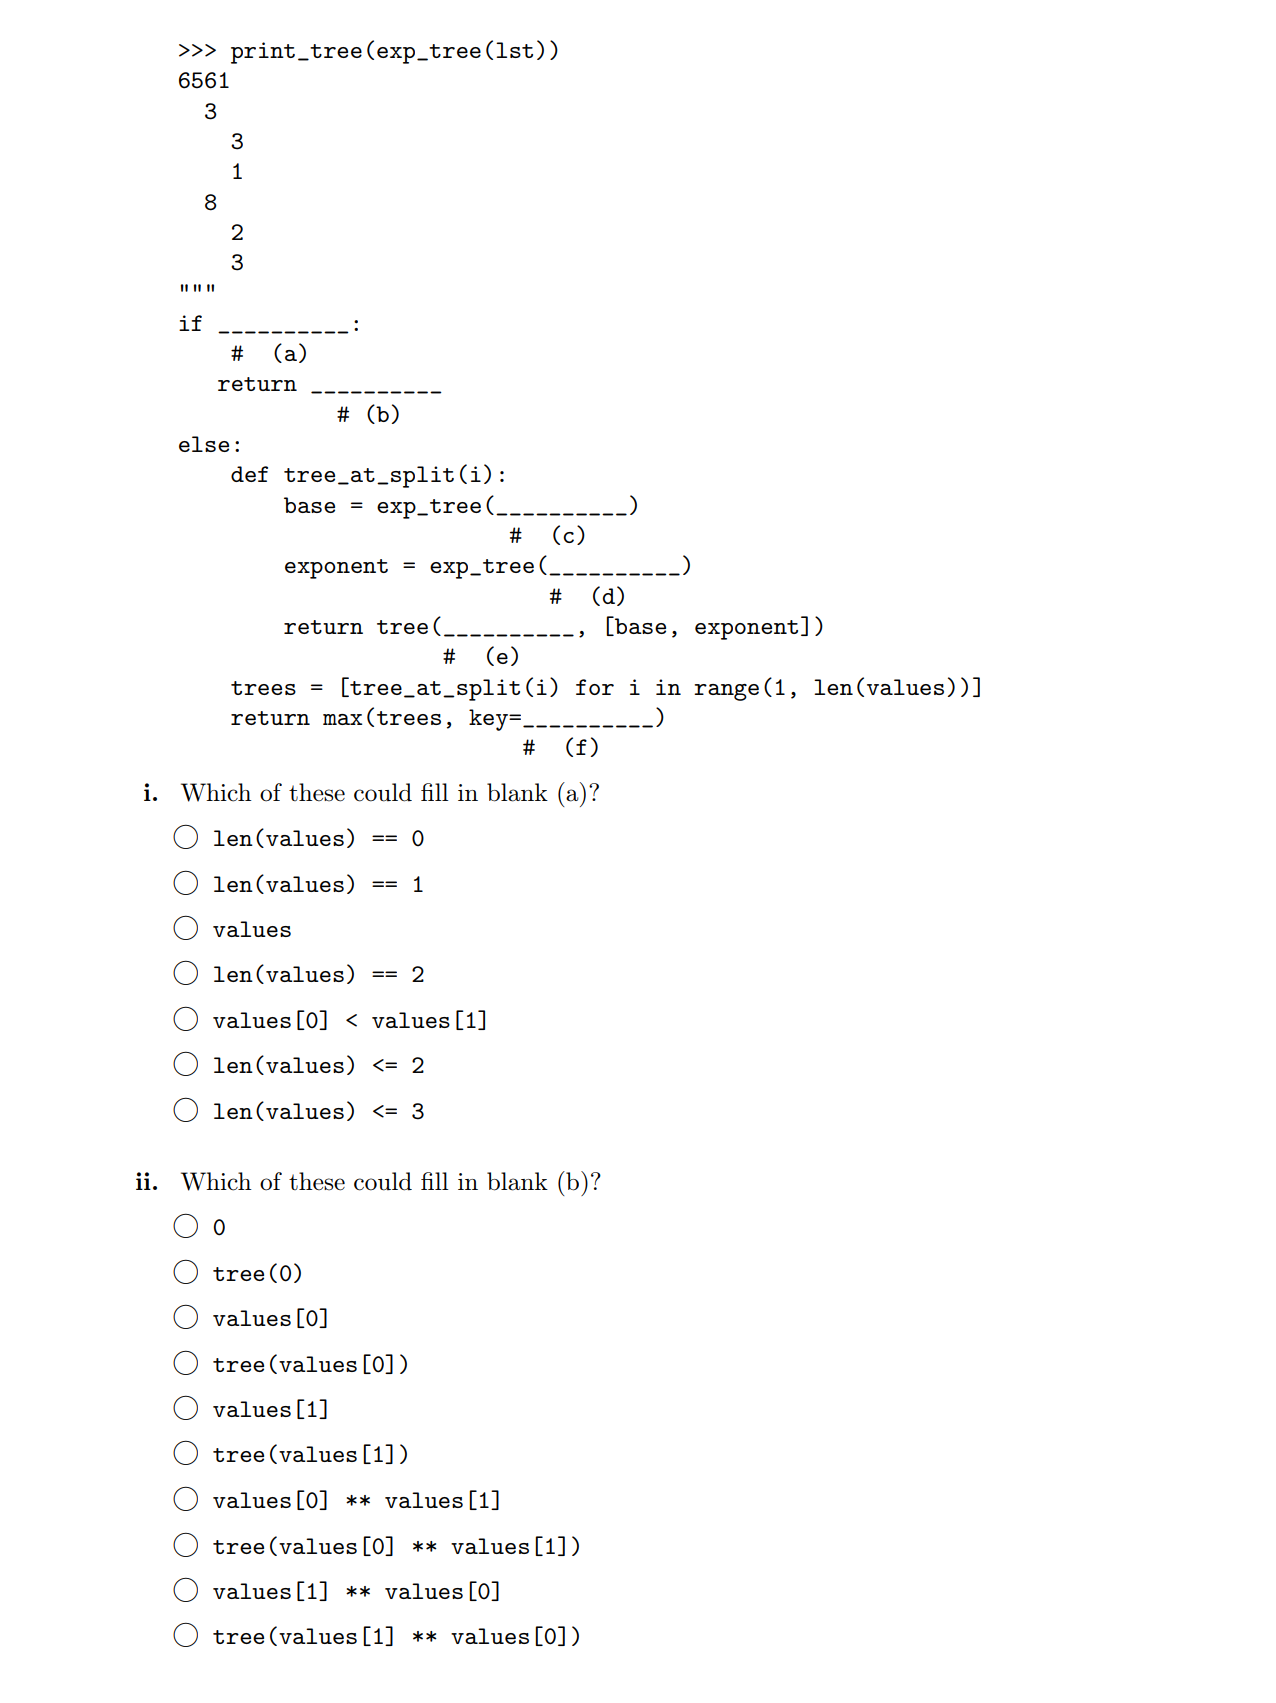 >>> print_tree(exp_tree(lst))
6561
  3
    3
    1
  8
    2
    3
"""
if __________:
    #  (a)
   return __________
            # (b)
else:
    def tree_at_split(i):
        base = exp_tree(__________)
                         #  (c)
        exponent = exp_tree(__________)
                            #  (d)
        return tree(__________, [base, exponent])
                    #  (e)
    trees = [tree_at_split(i) for i in range(1, len(values))]
    return max(trees, key=__________)
                          #  (f)
i. Which of these could fill in blank (a)?
len(values) == 0
len(values) == 1
values
len(values) == 2
values[0] < values[1]
len(values) <= 2
len(values) <= 3
ii. Which of these could fill in blank (b)?
0
tree(0)
values[0]
tree(values[0])
values[1]
tree(values[1])
values[0] ** values[1]
tree(values[0] ** values[1])
values[1] ** values[0]
tree(values[1] ** values[0])